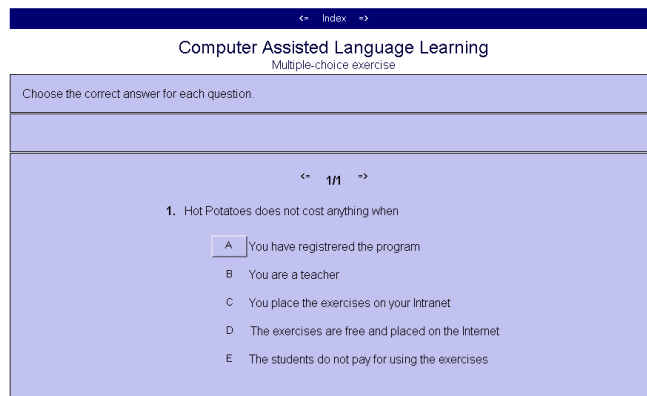 <= Index =>
Computer Assisted Language Learning
Multiple-choice exercise
Choose the correct answer for each question.
<= 1/1 =>
1. Hot Potatoes does not cost anything when
A You have registrered the program
B You are a teacher
C You place the exercises on your Intranet
D The exercises are free and placed on the Internet
E The students do not pay for using the exercises